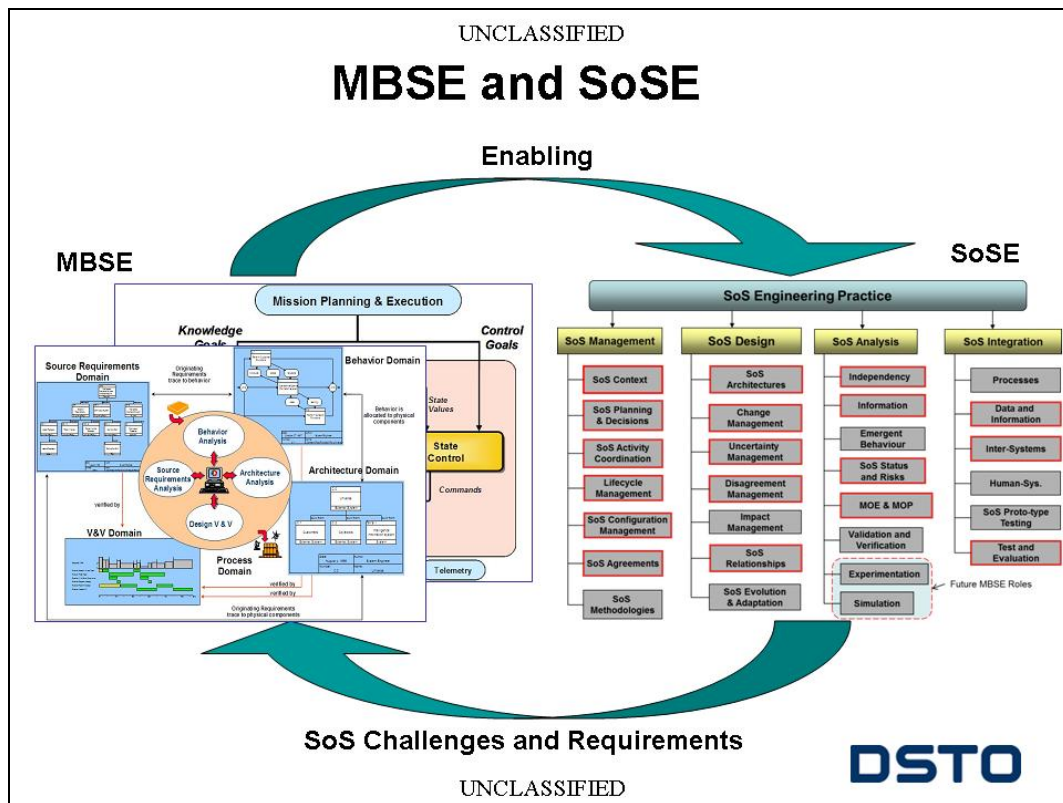 UNCLASSIFIED
MBSE and SoSE
Enabling
MBSE
SoSE
Mission Planning & Execution
Knowledge
Goals
Control
Goals
State
Values
State
Control
Commands
Telemetry
Source Requirements
Domain
Originating
Requirements
trace to behavior
Behavior Domain
Behavior is
allocated to physical
components
Behavior
Analysis
Source
Requirements
Analysis
Architecture
Analysis
Design V & V
Architecture Domain
verified by
V&V Domain
Process
Domain
verified by
verified by
Originating Requirements
trace to physical components
SoS Engineering Practice
SoS Management
SoS Context
SoS Planning
& Decisions
SoS Activity
Coordination
Lifecycle
Management
SoS Configuration
Management
SoS Agreements
SoS
Methodologies
SoS Design
SoS
Architectures
Change
Management
Uncertainty
Management
Disagreement
Management
Impact
Management
SoS
Relationships
SoS Evolution
& Adaptation
SoS Analysis
Independency
Information
Emergent
Behaviour
SoS Status
and Risks
MOE & MOP
Validation and
Verification
Experimentation
Simulation
SoS Integration
Processes
Data and
Information
Inter-Systems
Human-Sys.
SoS Proto-type
Testing
Test and
Evaluation
Future MBSE Roles
SoS Challenges and Requirements
DSTO
UNCLASSIFIED